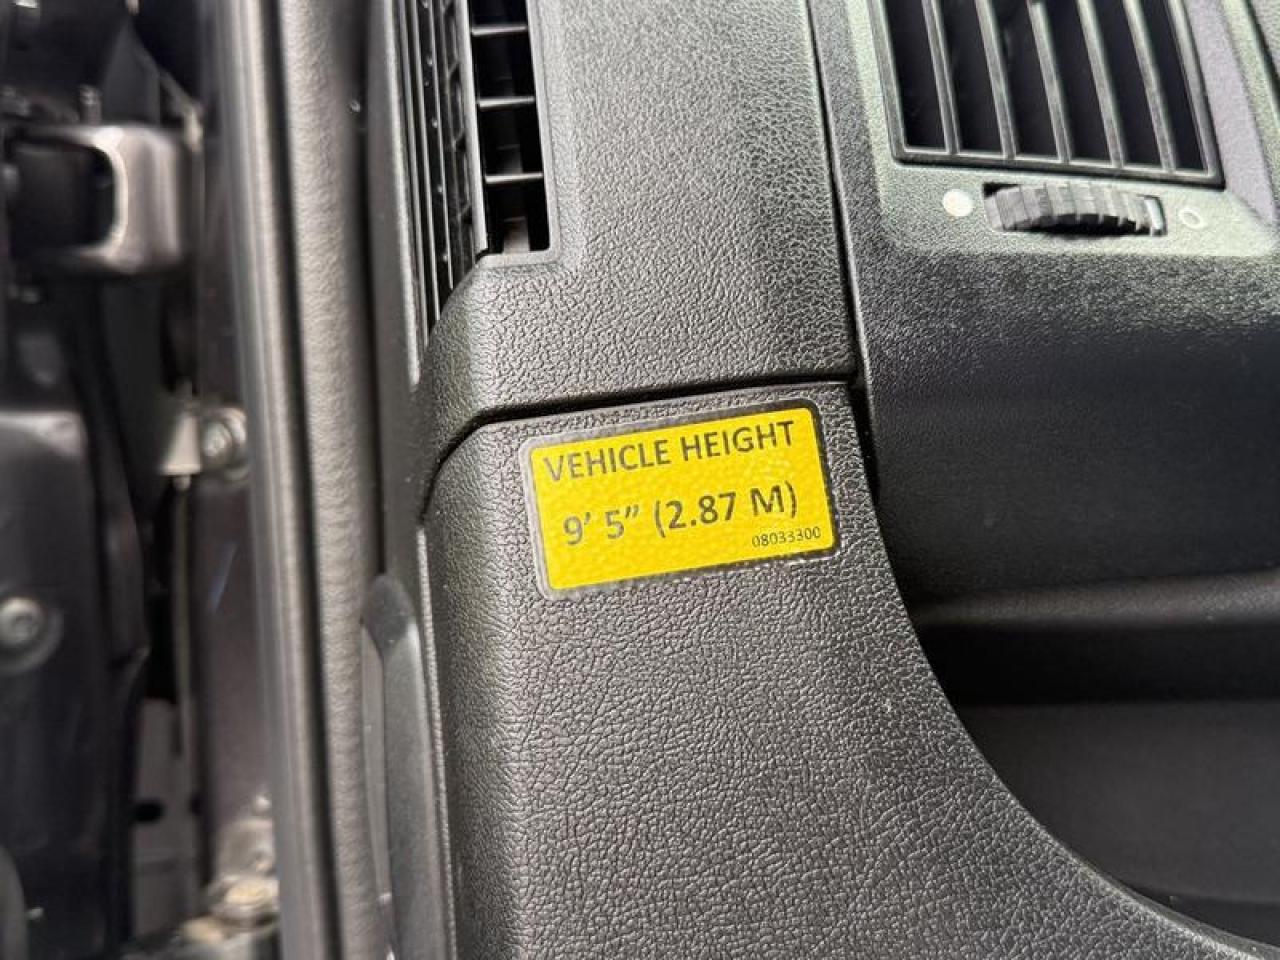 VEHICLE HEIGHT
9' 5" (2.87 M)
08033300